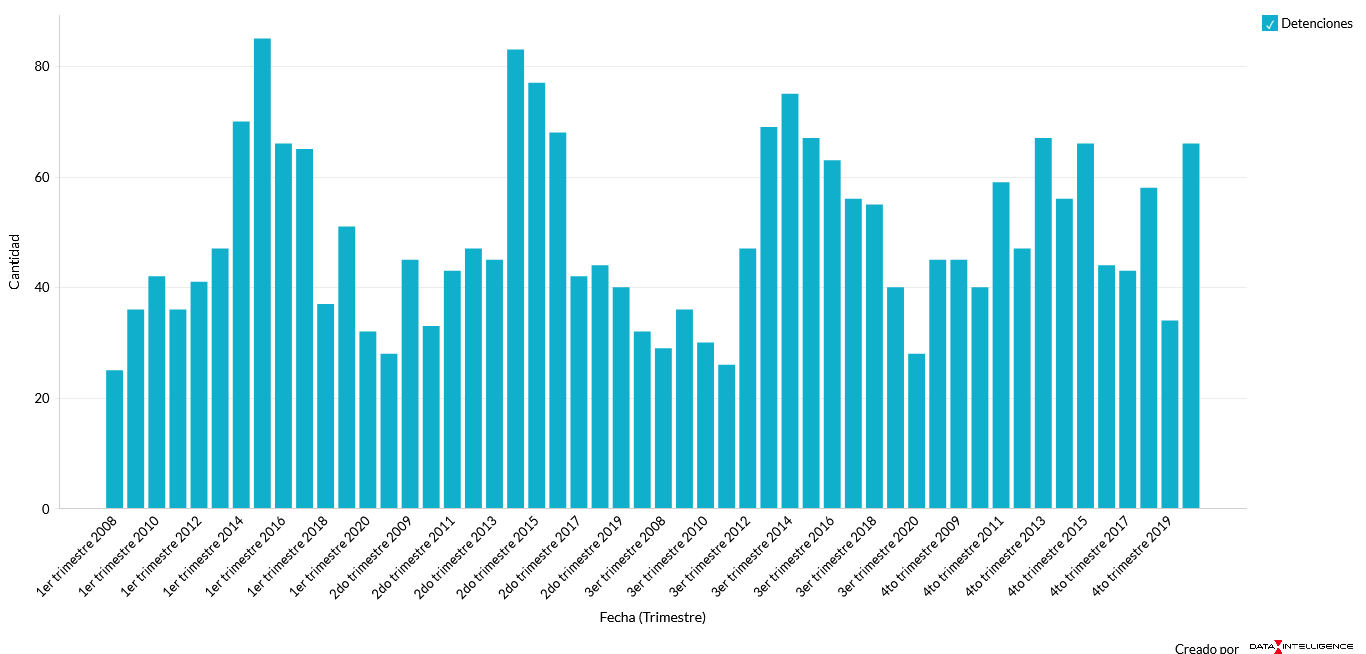 Detenciones
80
60
40
20
0
Cantidad
1er trimestre 2008
1er trimestre 2010
1er trimestre 2012
1er trimestre 2014
1er trimestre 2016
1er trimestre 2018
1er trimestre 2020
2do trimestre 2009
2do trimestre 2011
2do trimestre 2013
2do trimestre 2015
2do trimestre 2017
2do trimestre 2019
3er trimestre 2008
3er trimestre 2010
3er trimestre 2012
3er trimestre 2014
3er trimestre 2016
3er trimestre 2018
3er trimestre 2020
4to trimestre 2009
4to trimestre 2011
4to trimestre 2013
4to trimestre 2015
4to trimestre 2017
4to trimestre 2019
Fecha (Trimestre)
Creado por DATA INTELLIGENCE